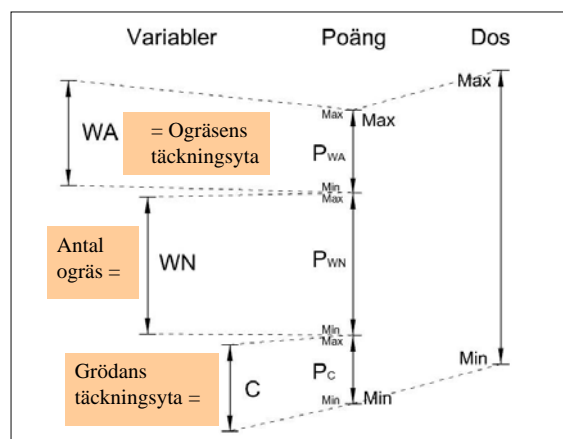 Variabler Poäng Dos
Max
Max Max
WA = Ogräsens
täckningsyta
PWA
Min
Max
Antal
ogräs =
WN PWN
Min
Max
Min
Grödans
täckningsyta =
C PC
Min Min